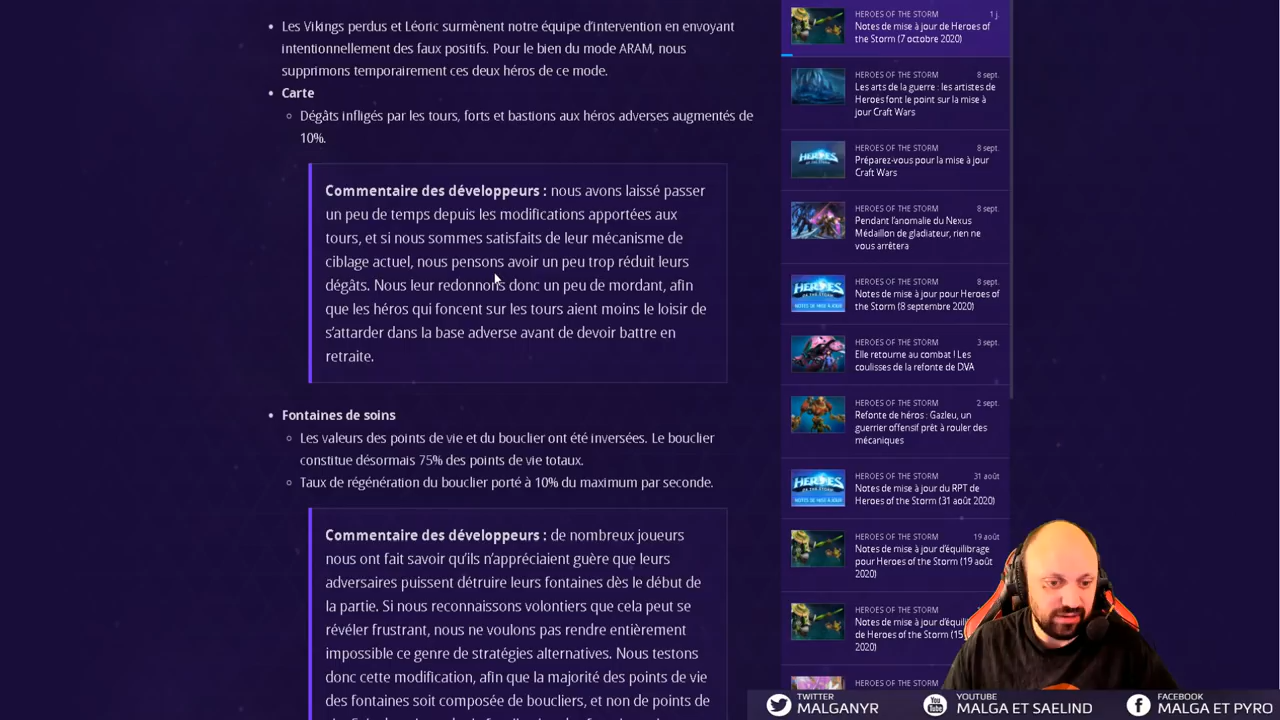 Les Vikings perdus et Léoric surmènent notre équipe d'intervention en envoyant
intentionnellement des faux positifs. Pour le bien du mode ARAM, nous
supprimons temporairement ces deux héros de ce mode.
Carte
Dégâts infligés par les tours, forts et bastions aux héros adverses augmentés de
10%.
Commentaire des développeurs : nous avons laissé passer
un peu de temps depuis les modifications apportées aux
tours, et si nous sommes satisfaits de leur mécanisme de
ciblage actuel, nous pensons avoir un peu trop réduit leurs
dégâts. Nous leur redonnons donc un peu de mordant, afin
que les héros qui foncent sur les tours aient moins le loisir de
s'attarder dans la base adverse avant de devoir battre en
retraite.
Fontaines de soins
Les valeurs des points de vie et du bouclier ont été inversées. Le bouclier
constitue désormais 75% des points de vie totaux.
Taux de régénération du bouclier porté à 10% du maximum par seconde.
Commentaire des développeurs : de nombreux joueurs
nous ont fait savoir qu'ils n'appréciaient guère que leurs
adversaires puissent détruire leurs fontaines dès le début de
la partie. Si nous reconnaissons volontiers que cela peut se
révéler frustrant, nous ne voulons pas rendre entièrement
impossible ce genre de stratégies alternatives. Nous testons
donc cette modification, afin que la majorité des points de vie
des fontaines soit composée de boucliers, et non de points de
HEROES OF THE STORM 1 j.
Notes de mise à jour de Heroes of
the Storm (7 octobre 2020)
HEROES OF THE STORM 8 sept.
Les arts de la guerre : les artistes de
Heroes font le point sur la mise à
jour Craft Wars
HEROES OF THE STORM 8 sept.
Préparez-vous pour la mise à jour
Craft Wars
HEROES OF THE STORM 8 sept.
Pendant l'anomalie du Nexus
Médaillon de gladiateur, rien ne
vous arrêtera
HEROES OF THE STORM 8 sept.
Notes de mise à jour pour Heroes of
the Storm (8 septembre 2020)
HEROES OF THE STORM 3 sept.
Elle retourne au combat ! Les
coulisses de la refonte de D.VA
HEROES OF THE STORM 2 sept.
Refonte de héros : Gazleu, un
guerrier offensif prêt à rouler des
mécaniques
HEROES OF THE STORM 31 août
Notes de mise à jour du RPT de
Heroes of the Storm (31 août 2020)
HEROES OF THE STORM 19 août
Notes de mise à jour d'équilibrage
pour Heroes of the Storm (19 août
2020)
HEROES OF THE STORM
Notes de mise à jour
de Heroes of the Storm (15
2020)
HEROES OF THE STORM
TWITTER
MALGANYR
YOUTUBE
MALGA ET SAELIND
FACEBOOK
MALGA ET PYRO